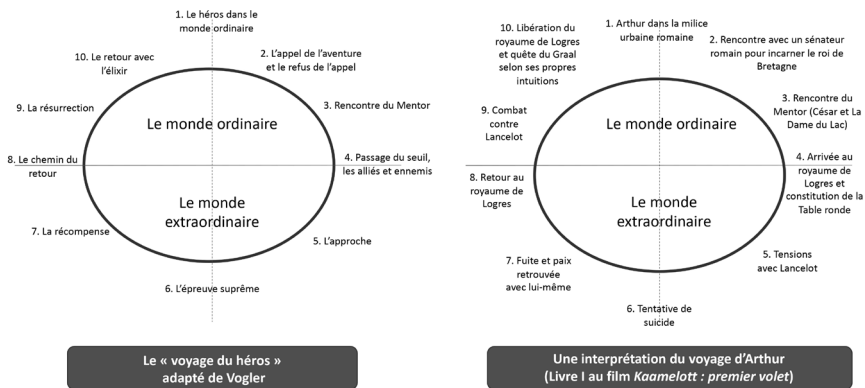 1. Le héros dans le
monde ordinaire
2. L'appel de l'aventure
et le refus de l'appel
3. Rencontre du Mentor
4. Passage du seuil,
les alliés et ennemis
5. L'approche
6. L'épreuve suprême
7. La récompense
8. Le chemin du
retour
9. La résurrection
10. Le retour avec
l'élixir
Le monde ordinaire
Le monde
extraordinaire
Le « voyage du héros »
adapté de Vogler
1. Arthur dans la milice
urbaine romaine
2. Rencontre avec un sénateur
romain pour incarner le roi de
Bretagne
3. Rencontre du
Mentor (César et La
Dame du Lac)
4. Arrivée au
royaume de
Logres et
constitution de la
Table ronde
5. Tensions
avec Lancelot
6. Tentative de
suicide
7. Fuite et paix
retrouvée
avec lui-même
8. Retour au
royaume de
Logres
9. Combat
contre
Lancelot
10. Libération du
royaume de Logres
et quête du Graal
selon ses propres
intuitions
Le monde ordinaire
Le monde
extraordinaire
Une interprétation du voyage d'Arthur
(Livre I au film Kaamelott : premier volet)